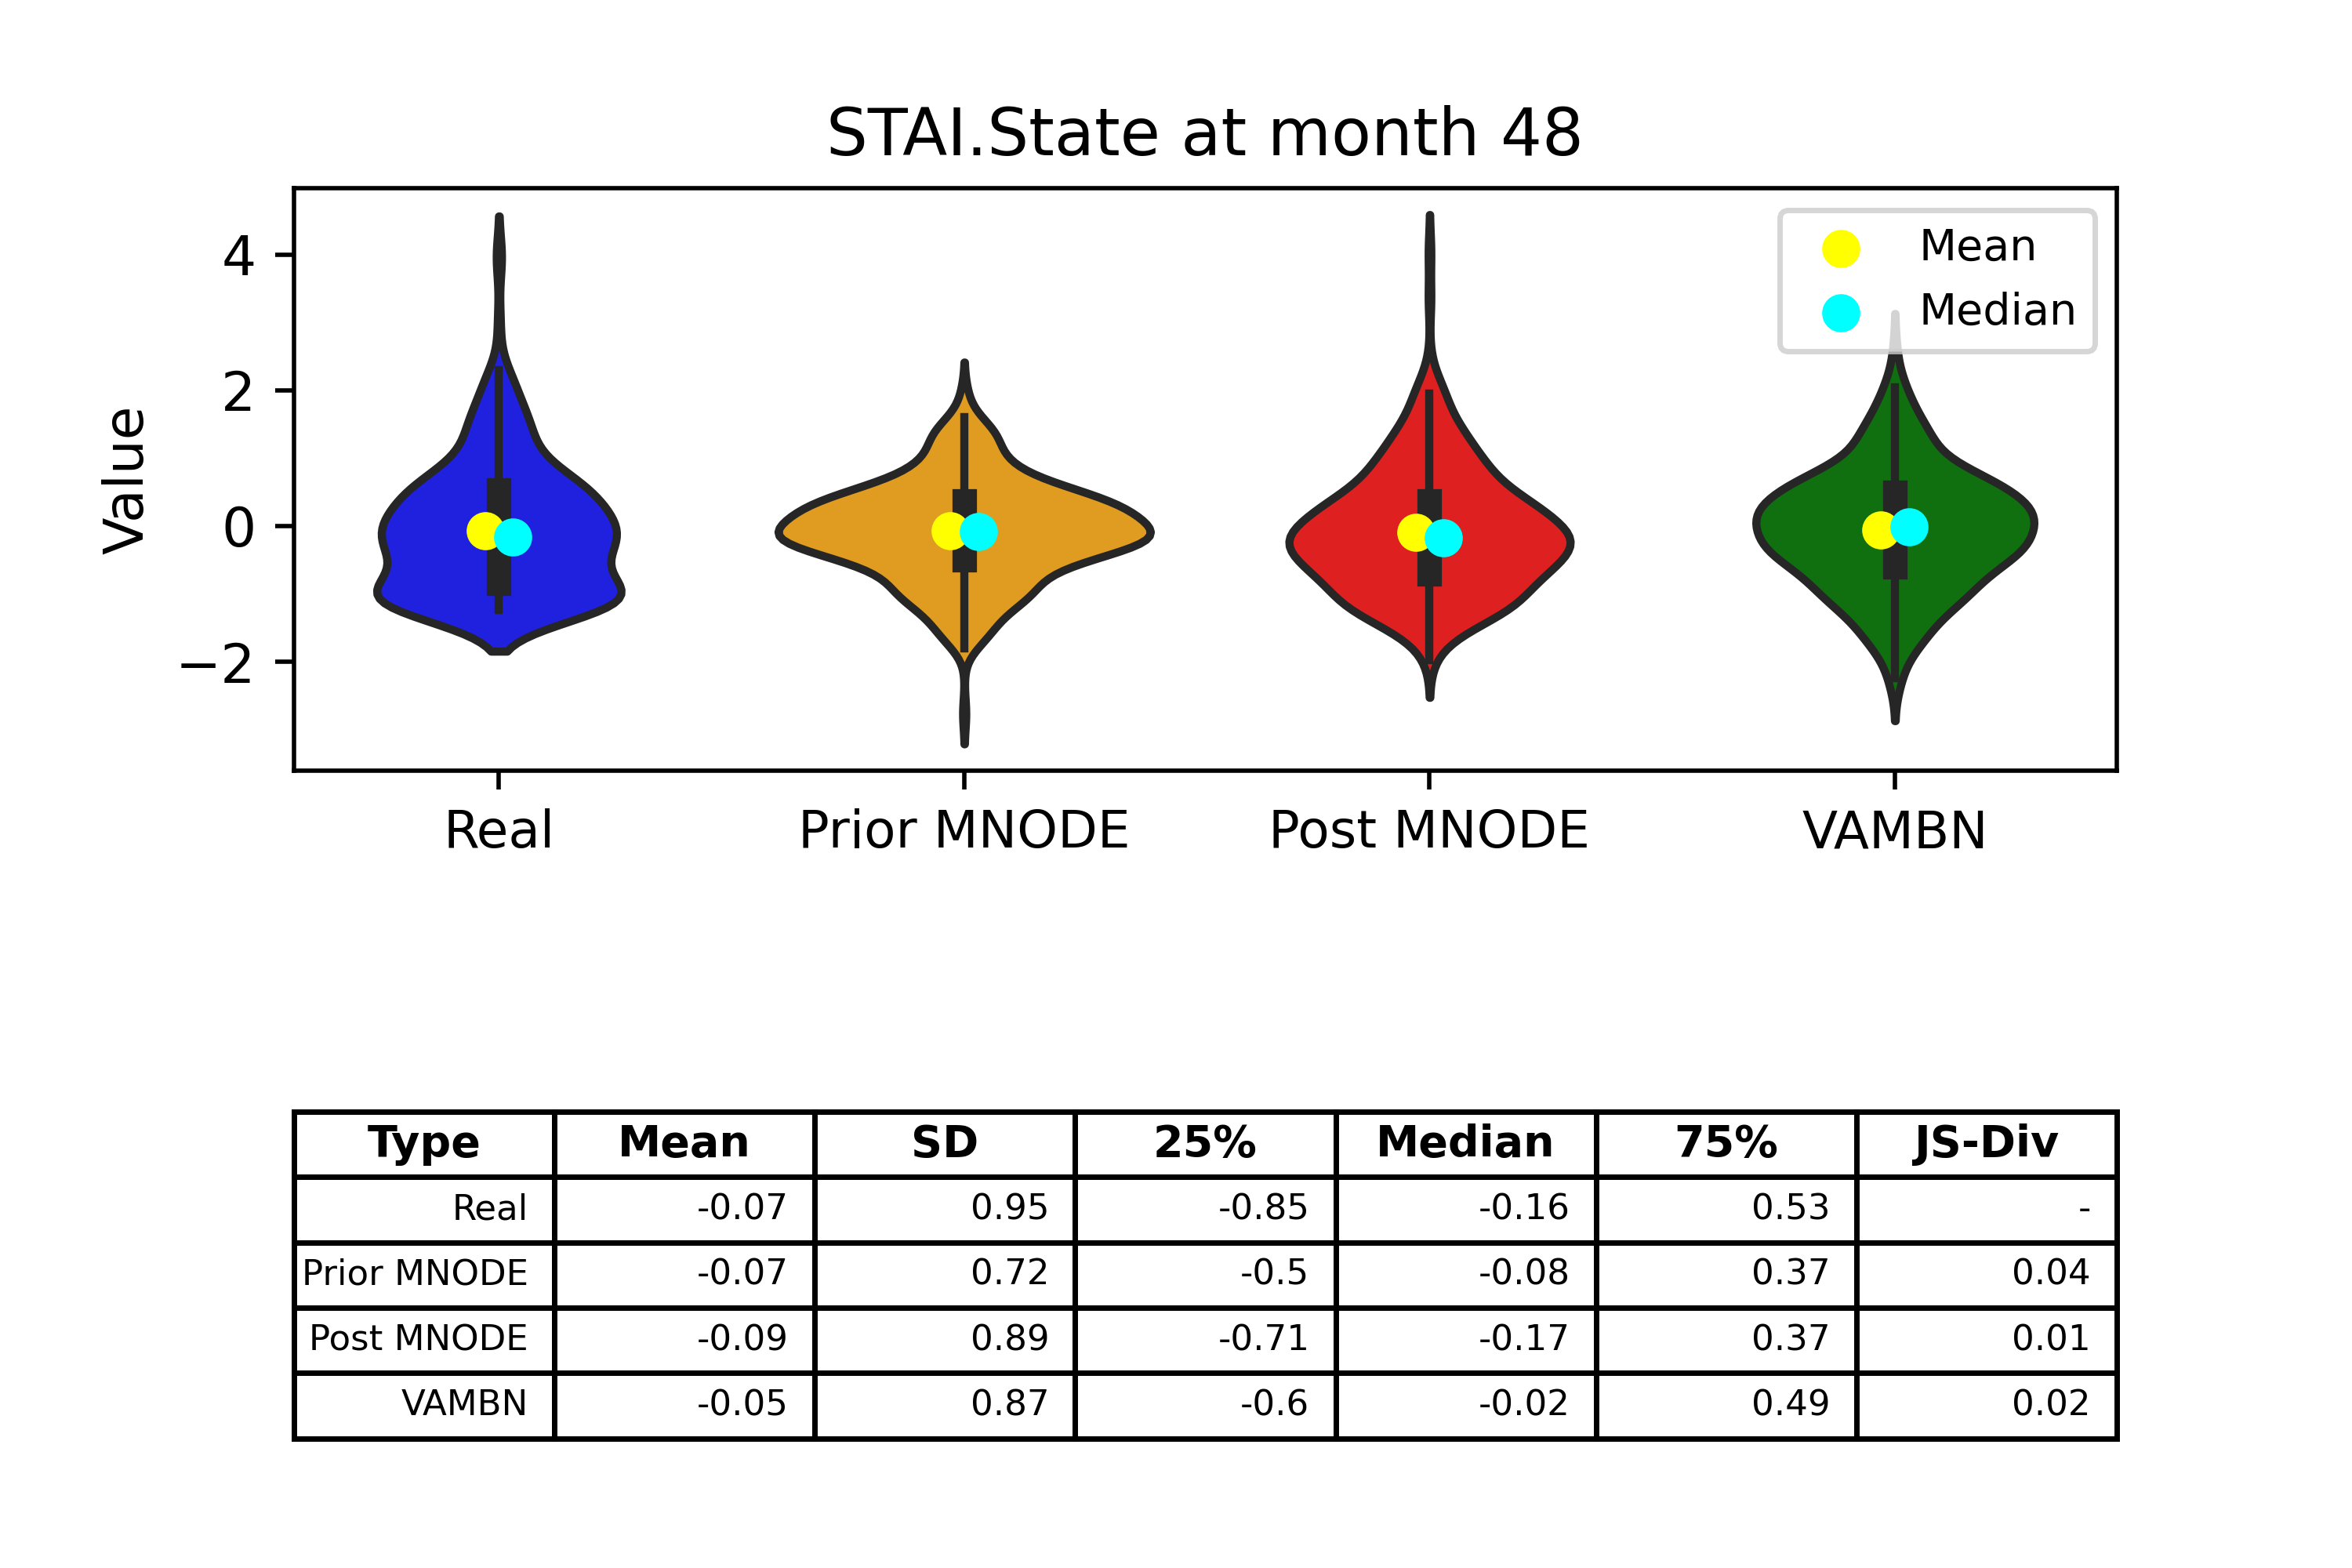 STAI.State at month 48
Value
4
2
0
−2
Mean
Median
Real Prior MNODE Post MNODE VAMBN
Type Mean SD 25% Median 75% JS-Div
Real -0.07 0.95 -0.85 -0.16 0.53 -
Prior MNODE -0.07 0.72 -0.5 -0.08 0.37 0.04
Post MNODE -0.09 0.89 -0.71 -0.17 0.37 0.01
VAMBN -0.05 0.87 -0.6 -0.02 0.49 0.02